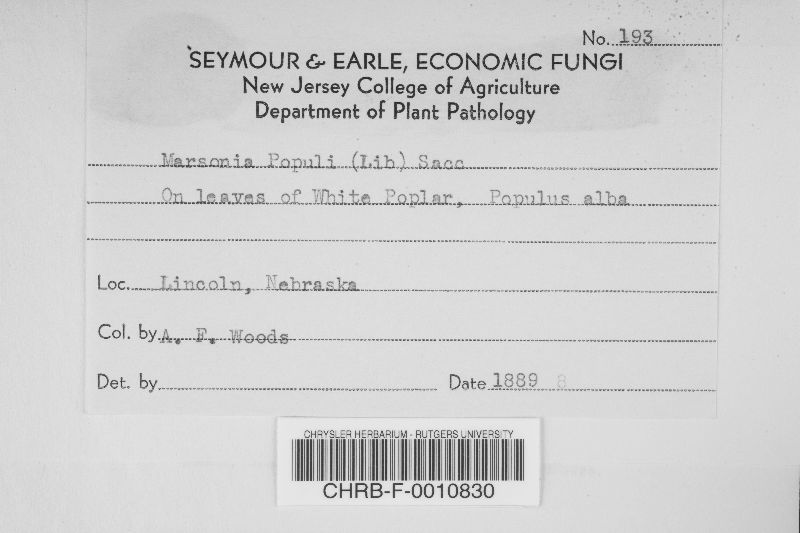 No. 193
SEYMOUR & EARLE, ECONOMIC FUNGI
New Jersey College of Agriculture
Department of Plant Pathology
Marsonia Populi (Lib) Sacc
On leaves of White Poplar, Populus alba
Loc. Lincoln, Nebraska
Col. by A. F. Woods
Det. by
Date 1889 8
CHRYSLER HERBARIUM - RUTGERS UNIVERSITY
CHRB-F-0010830